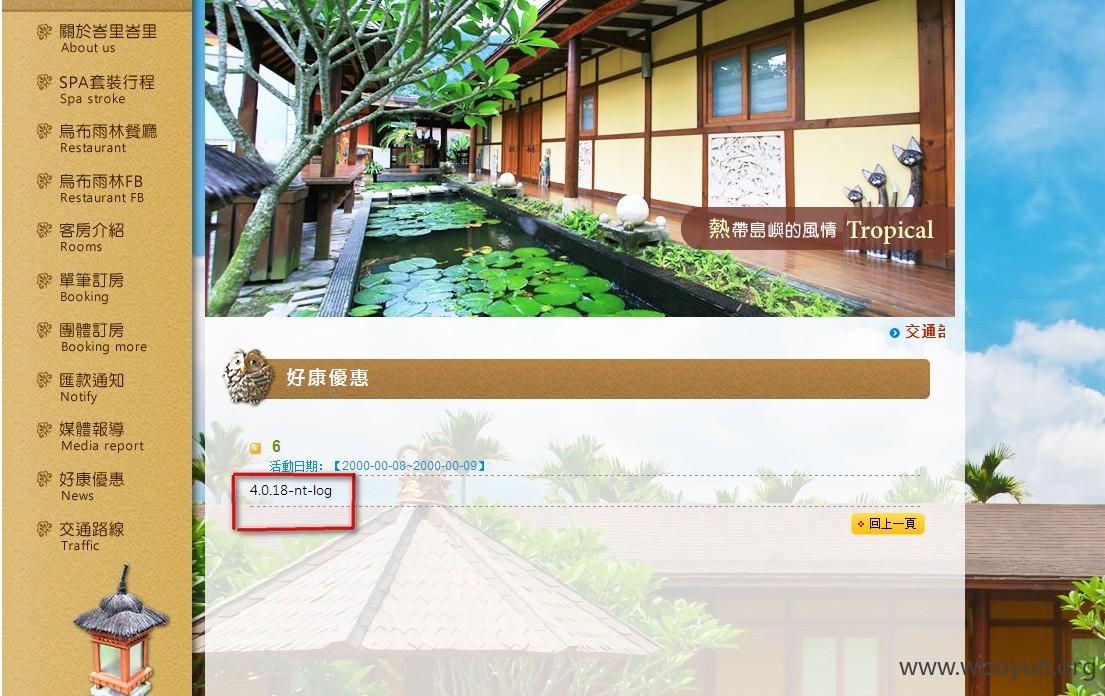 關於峇里峇里
About us
SPA套裝行程
Spa stroke
烏布雨林餐廳
Restaurant
烏布雨林FB
Restaurant FB
客房介紹
Rooms
單筆訂房
Booking
團體訂房
Booking more
匯款通知
Notify
媒體報導
Media report
好康優惠
News
交通路線
Traffic
熱帶島嶼的風情 Tropical
交通
好康優惠
6
活動日期：【2000-00-08~2000-00-09】
4.0.18-nt-log
回上一頁
www.wooyun.org